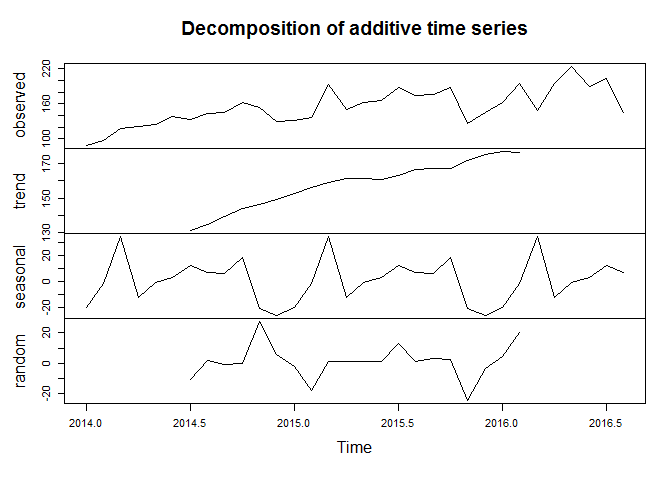 Decomposition of additive time series
observed
100 160 220
trend
130 150 170
seasonal
-20 0 20
random
-20 0 20
2014.0 2014.5 2015.0 2015.5 2016.0 2016.5
Time